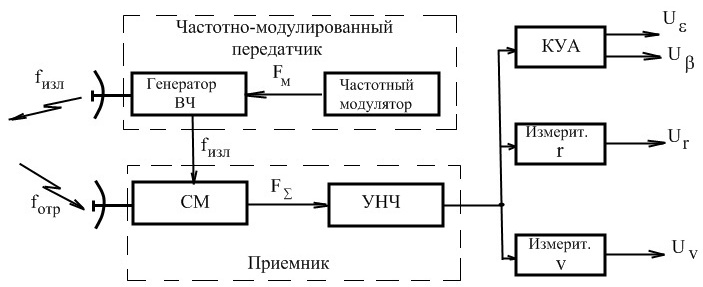 Частотно-модулированный
передатчик
Генератор
ВЧ
Fм
Частотный
модулятор
fизл
fизл
fотр
СМ
F∑
УНЧ
Приемник
КУА
Uε
Uβ
Измерит.
r
Ur
Измерит.
v
Uv